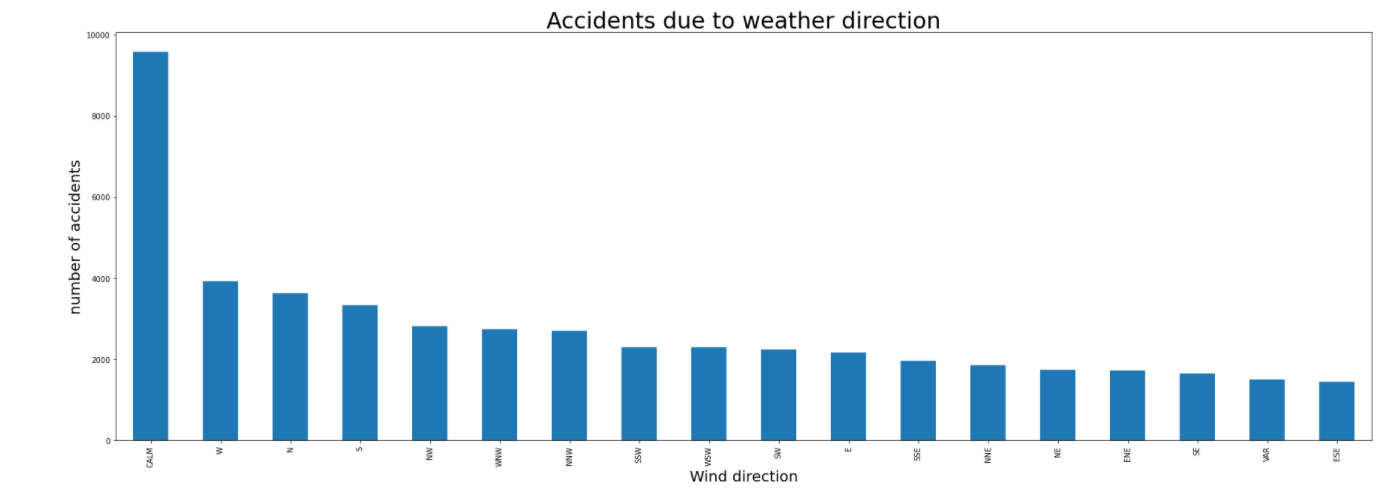 Accidents due to weather direction
number of accidents
10000
8000
6000
4000
2000
0
CALM W N S NW WNW NNW SSW WSW SW E SSE NNE NE ENE SE VAR ESE
Wind direction